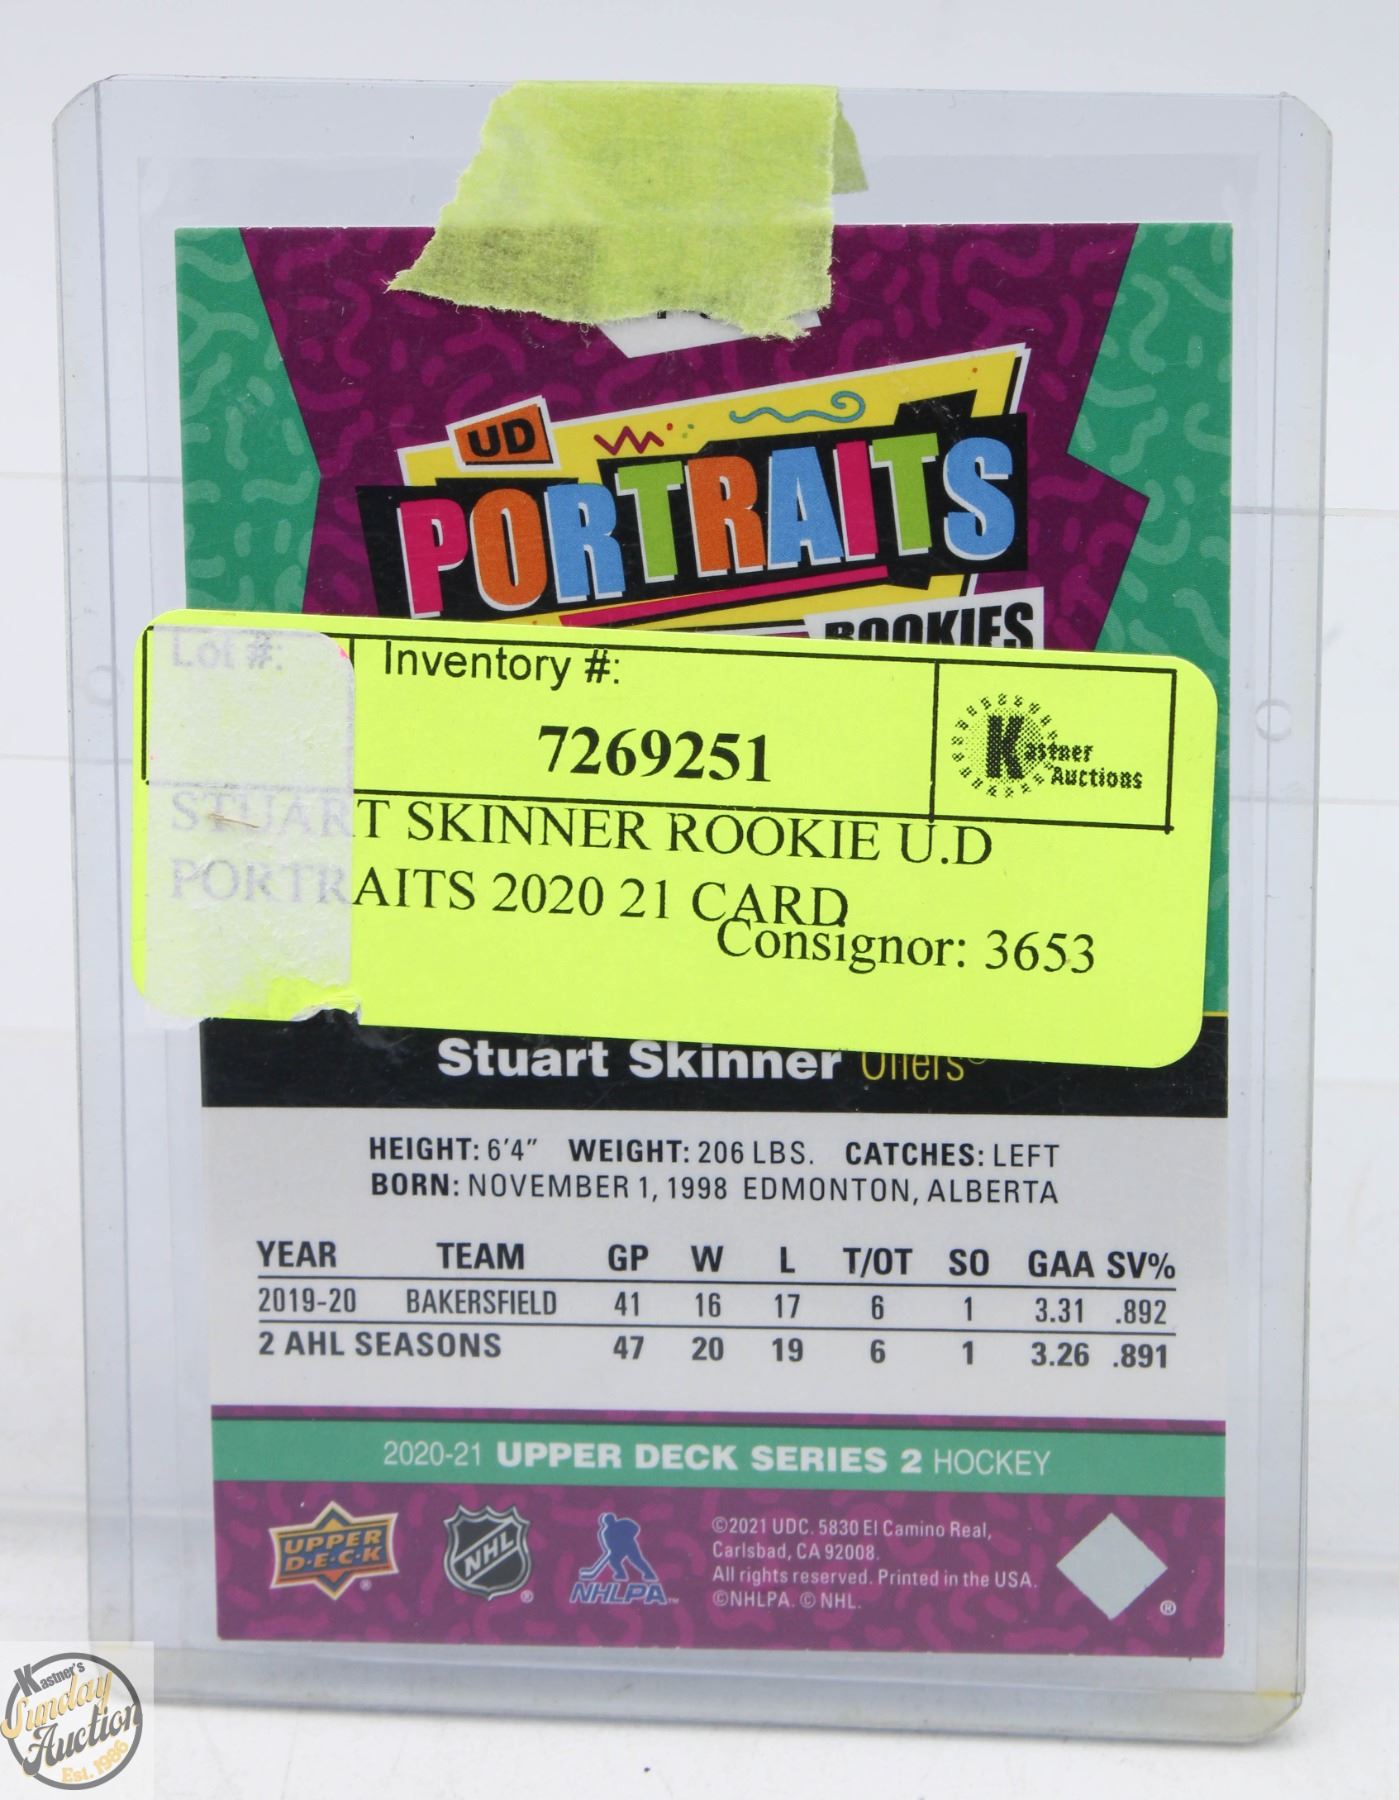 UD
PORTRAITS
ROOKIES
Lot #:
Inventory #:
7269251
Kastner
Auctions
STUART SKINNER ROOKIE U.D
PORTRAITS 2020 21 CARD
Consignor: 3653
Stuart Skinner Oilers
HEIGHT: 6'4" WEIGHT: 206 LBS. CATCHES: LEFT
BORN: NOVEMBER 1, 1998 EDMONTON, ALBERTA
YEAR TEAM GP W L T/OT SO GAA SV%
2019-20 BAKERSFIELD 41 16 17 6 1 3.31 .892
2 AHL SEASONS 47 20 19 6 1 3.26 .891
2020-21 UPPER DECK SERIES 2 HOCKEY
UPPER
D·E·C·K
®
NHL
®
NHLPA™
©2021 UDC. 5830 El Camino Real,
Carlsbad, CA 92008.
All rights reserved. Printed in the USA.
©NHLPA. © NHL.
®
Kastner's
Sunday
Auction
Est. 1986